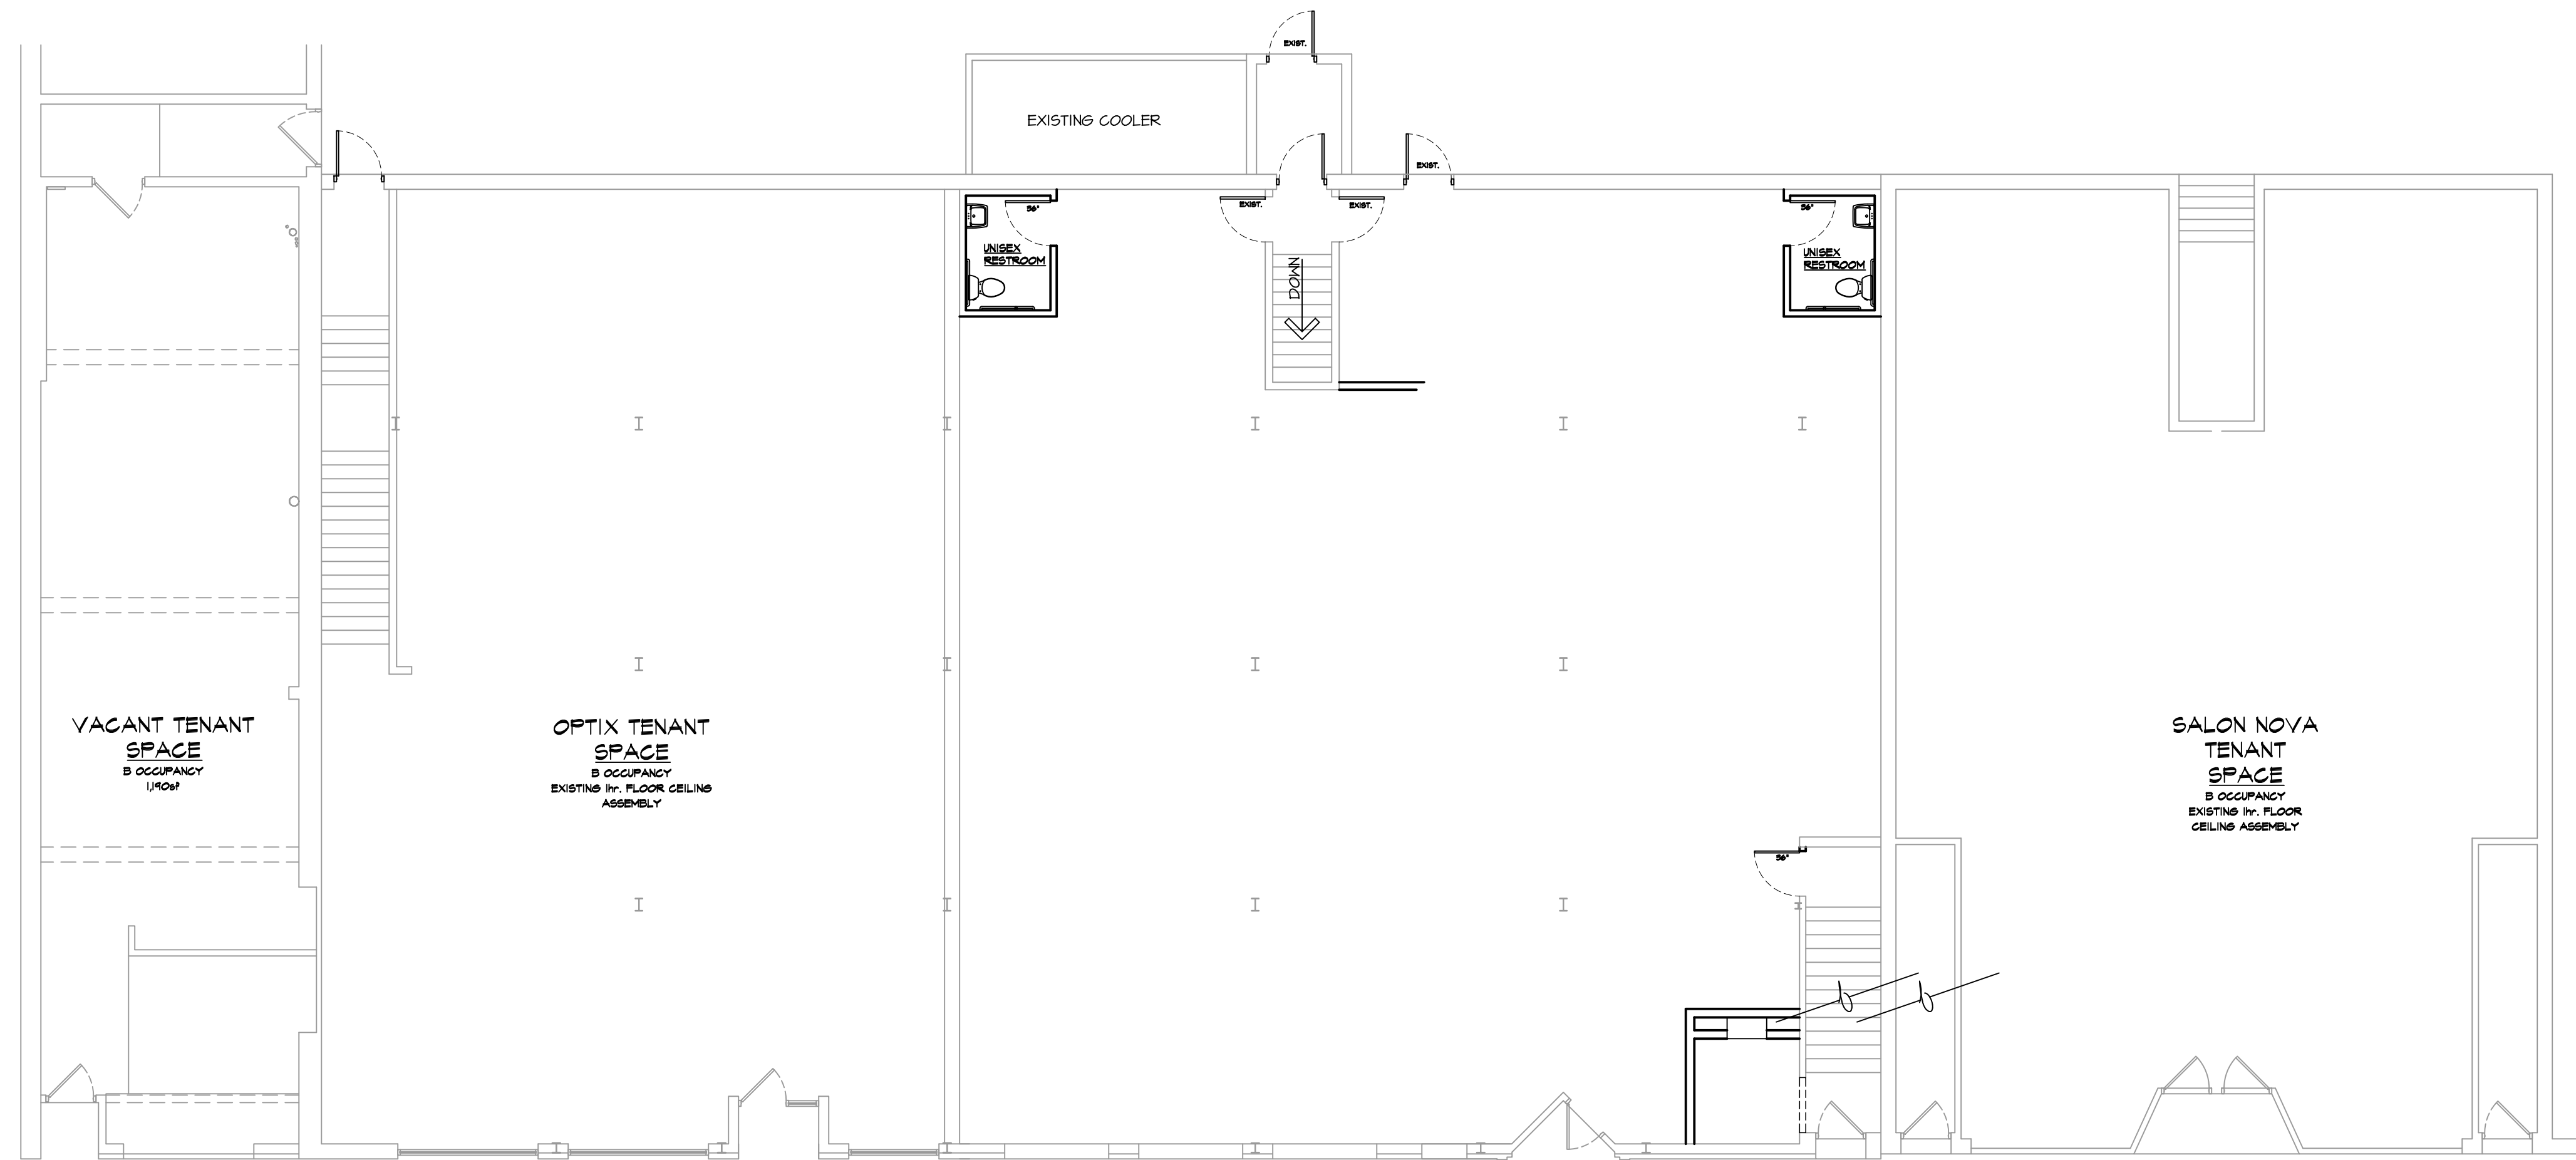 EXIST.
EXISTING COOLER
EXIST.
EXIST.
EXIST.
36"
36"
UNISEX
RESTROOM
UNISEX
RESTROOM
DOWN
VACANT TENANT
SPACE
B OCCUPANCY
1,190sf
OPTIX TENANT
SPACE
B OCCUPANCY
EXISTING 1hr. FLOOR CEILING
ASSEMBLY
SALON NOVA
TENANT
SPACE
B OCCUPANCY
EXISTING 1hr. FLOOR
CEILING ASSEMBLY
36"